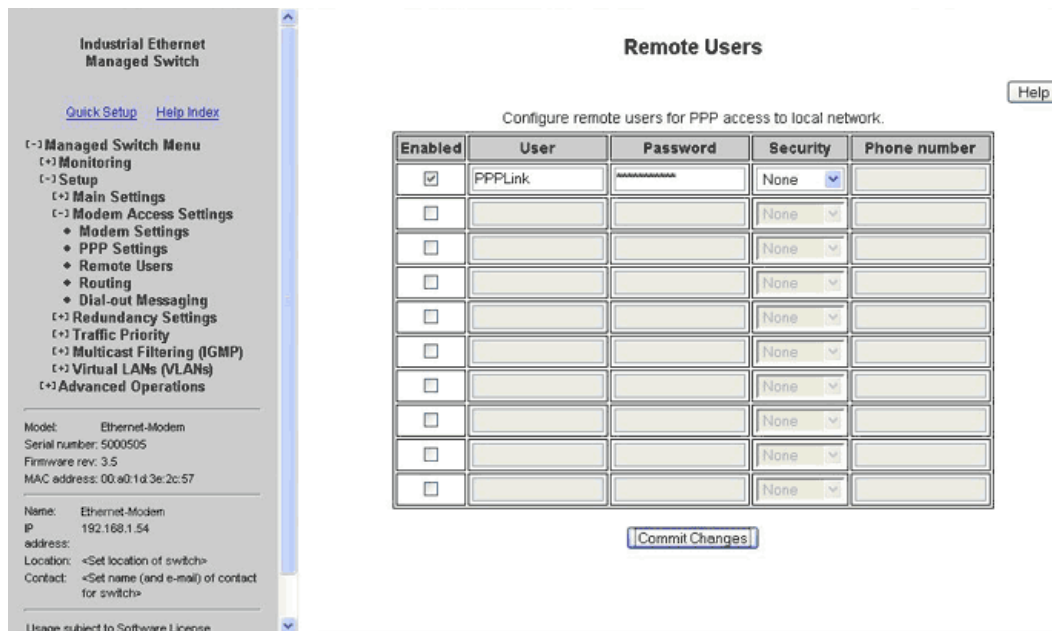 Industrial Ethernet
Managed Switch
Quick Setup Help Index
[-] Managed Switch Menu
[+] Monitoring
[-] Setup
[+] Main Settings
[-] Modem Access Settings
Modem Settings
PPP Settings
Remote Users
Routing
Dial-out Messaging
[+] Redundancy Settings
[+] Traffic Priority
[+] Multicast Filtering (IGMP)
[+] Virtual LANs (VLANs)
[+] Advanced Operations
Model: Ethernet-Modem
Serial number: 5000505
Firmware rev: 3.5
MAC address: 00:a0:1d:3e:2c:57
Name: Ethernet-Modem
IP address: 192.168.1.54
Location: <Set location of switch>
Contact: <Set name (and e-mail) of contact
for switch>
Usage subject to Software License
Remote Users
Help
Configure remote users for PPP access to local network.
Enabled User Password Security Phone number
PPPLink *********** None
None
None
None
None
None
None
None
None
None
Commit Changes